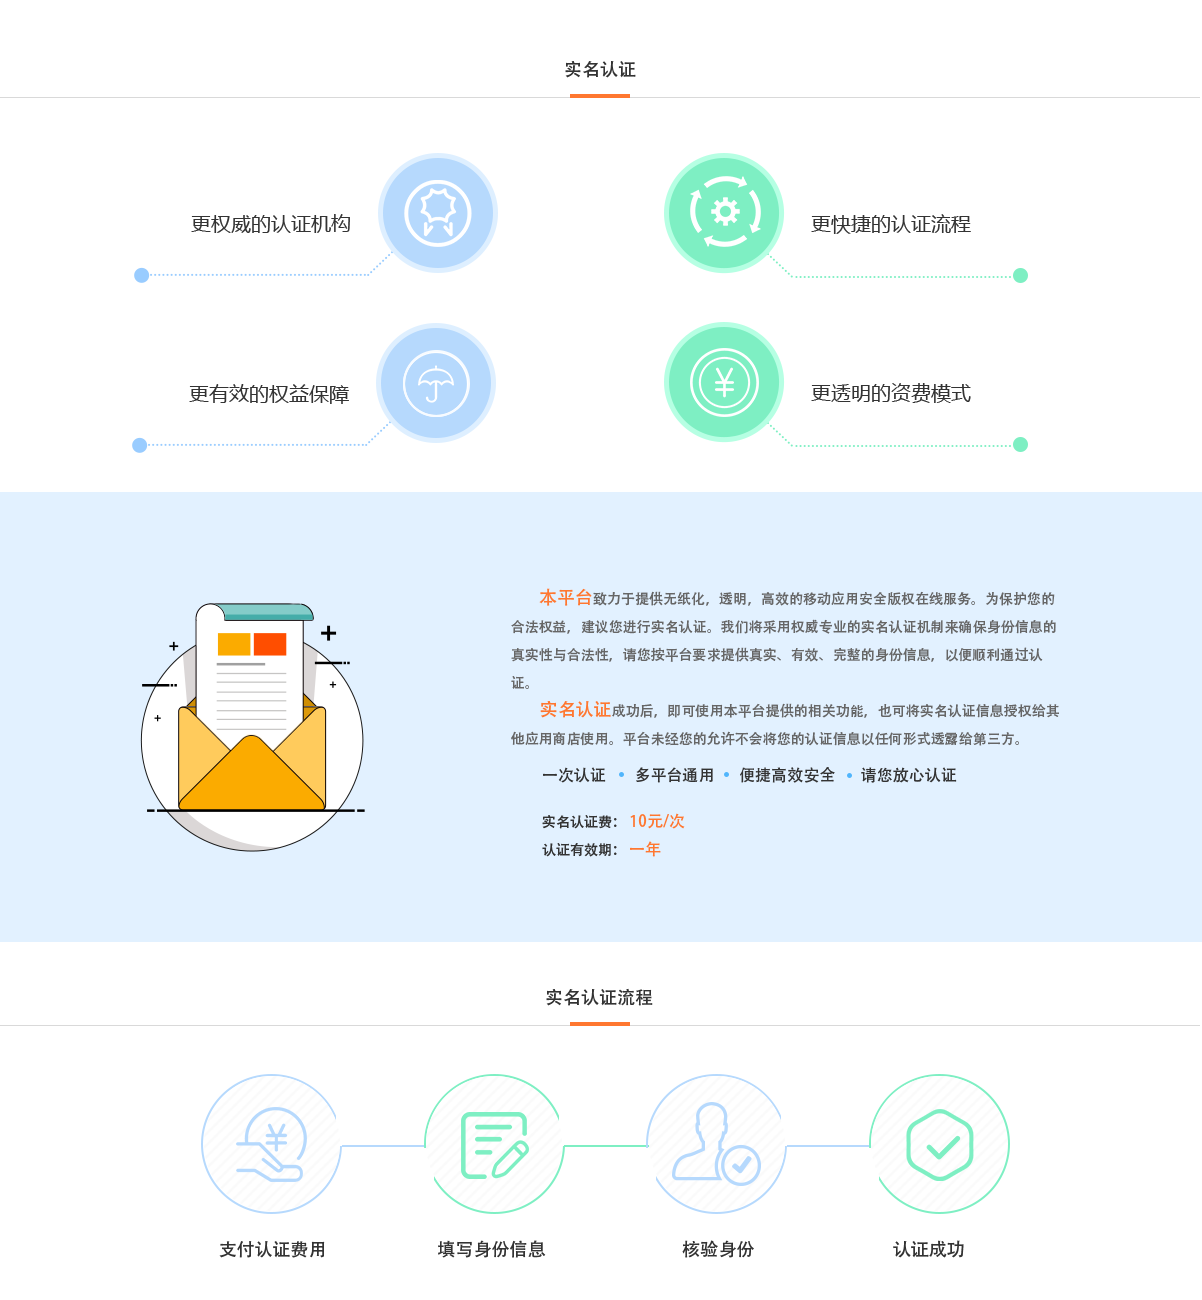 实名认证
更权威的认证机构
更快捷的认证流程
更有效的权益保障
更透明的资费模式
本平台致力于提供无纸化，透明，高效的移动应用安全版权在线服务。为保护您的
合法权益，建议您进行实名认证。我们将采用权威专业的实名认证机制来确保身份信息的
真实性与合法性，请您按平台要求提供真实、有效、完整的身份信息，以便顺利通过认
证。
实名认证成功后，即可使用本平台提供的相关功能，也可将实名认证信息授权给其
他应用商店使用。平台未经您的允许不会将您的认证信息以任何形式透露给第三方。
一次认证 • 多平台通用 • 便捷高效安全 • 请您放心认证
实名认证费： 10元/次
认证有效期： 一年
实名认证流程
支付认证费用
填写身份信息
核验身份
认证成功